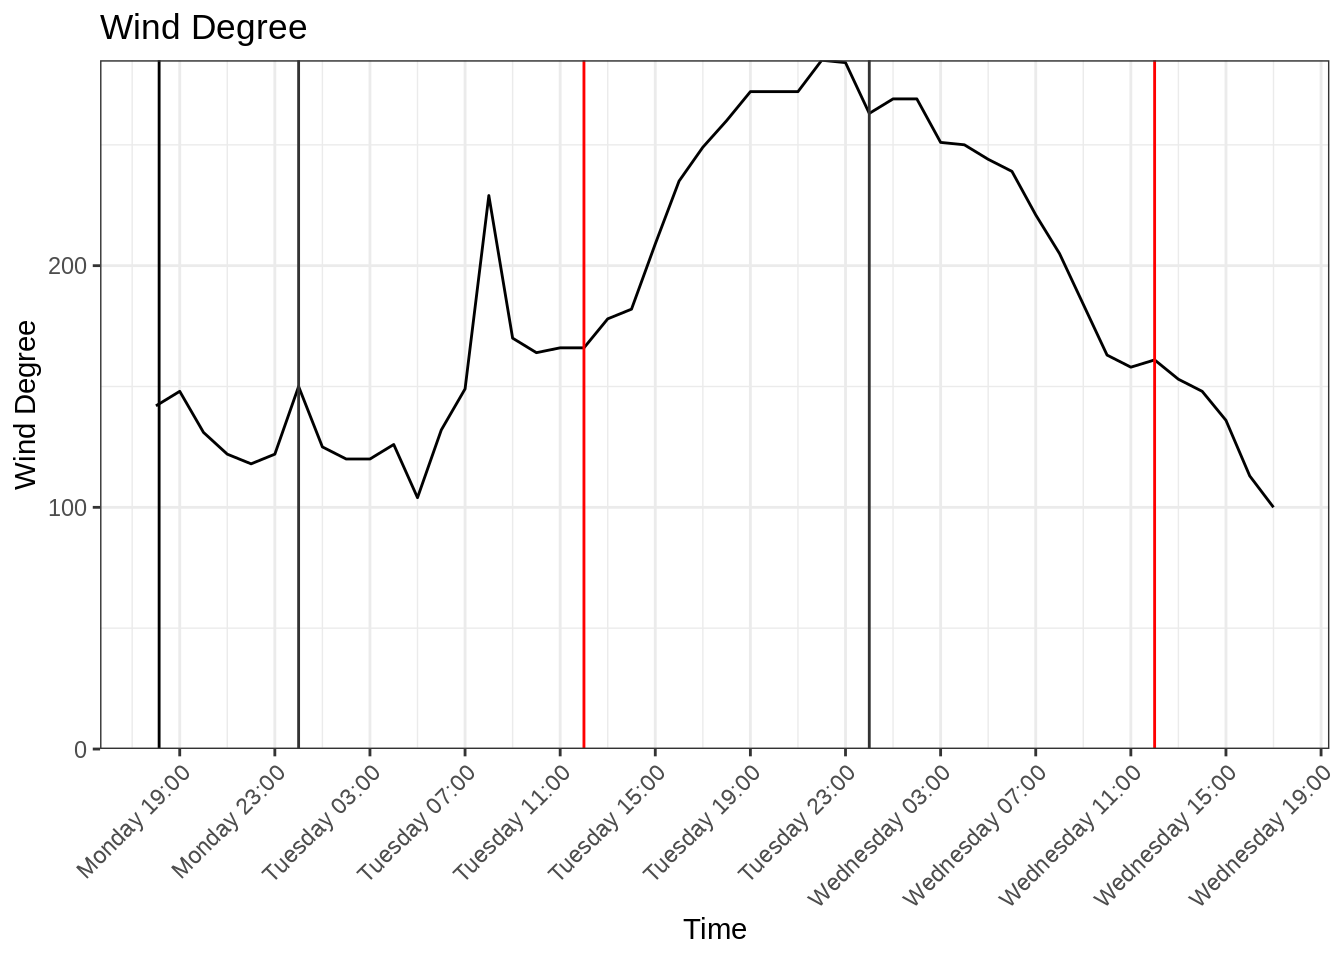 Wind Degree
Wind Degree
200
100
0
Monday 19:00
Monday 23:00
Tuesday 03:00
Tuesday 07:00
Tuesday 11:00
Tuesday 15:00
Tuesday 19:00
Tuesday 23:00
Wednesday 03:00
Wednesday 07:00
Wednesday 11:00
Wednesday 15:00
Wednesday 19:00
Time